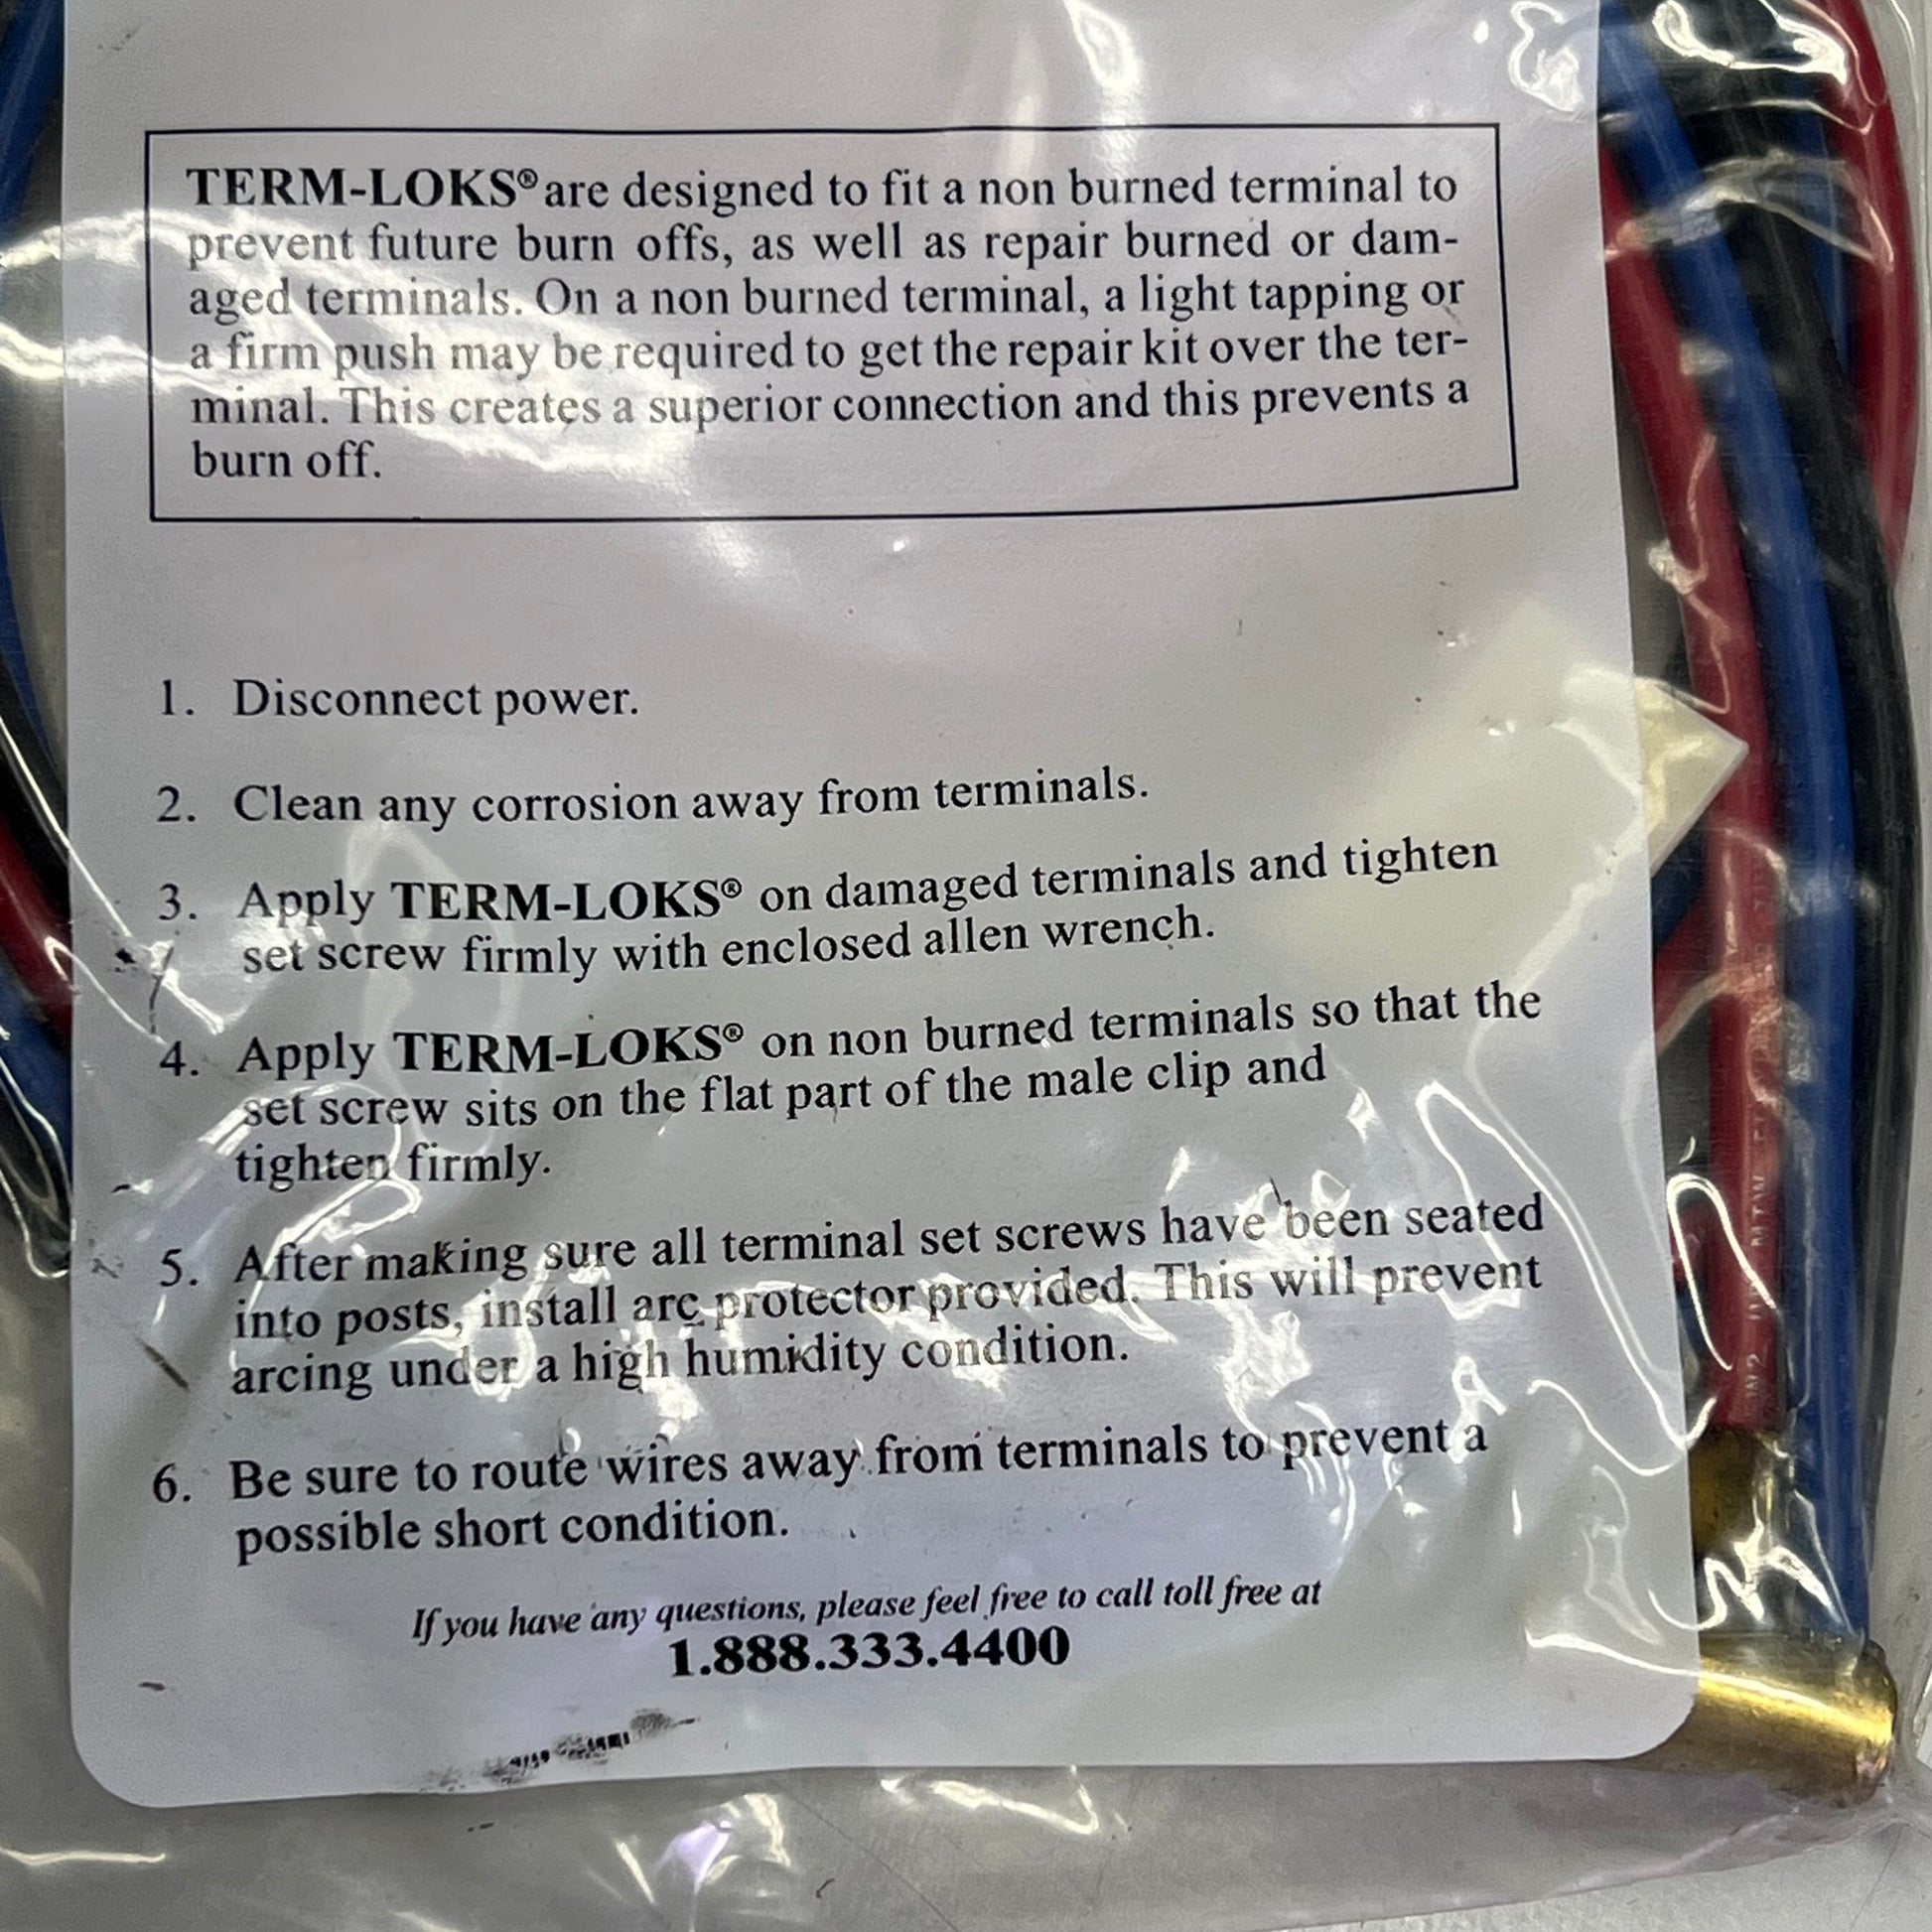 TERM-LOKS® are designed to fit a non burned terminal to
prevent future burn offs, as well as repair burned or dam-
aged terminals. On a non burned terminal, a light tapping or
a firm push may be required to get the repair kit over the ter-
minal. This creates a superior connection and this prevents a
burn off.
1. Disconnect power.
2. Clean any corrosion away from terminals.
3. Apply TERM-LOKS® on damaged terminals and tighten
set screw firmly with enclosed allen wrench.
4. Apply TERM-LOKS® on non burned terminals so that the
set screw sits on the flat part of the male clip and
tighten firmly.
5. After making sure all terminal set screws have been seated
into posts, install arc protector provided. This will prevent
arcing under a high humidity condition.
6. Be sure to route wires away from terminals to prevent a
possible short condition.
If you have any questions, please feel free to call toll free at
1.888.333.4400